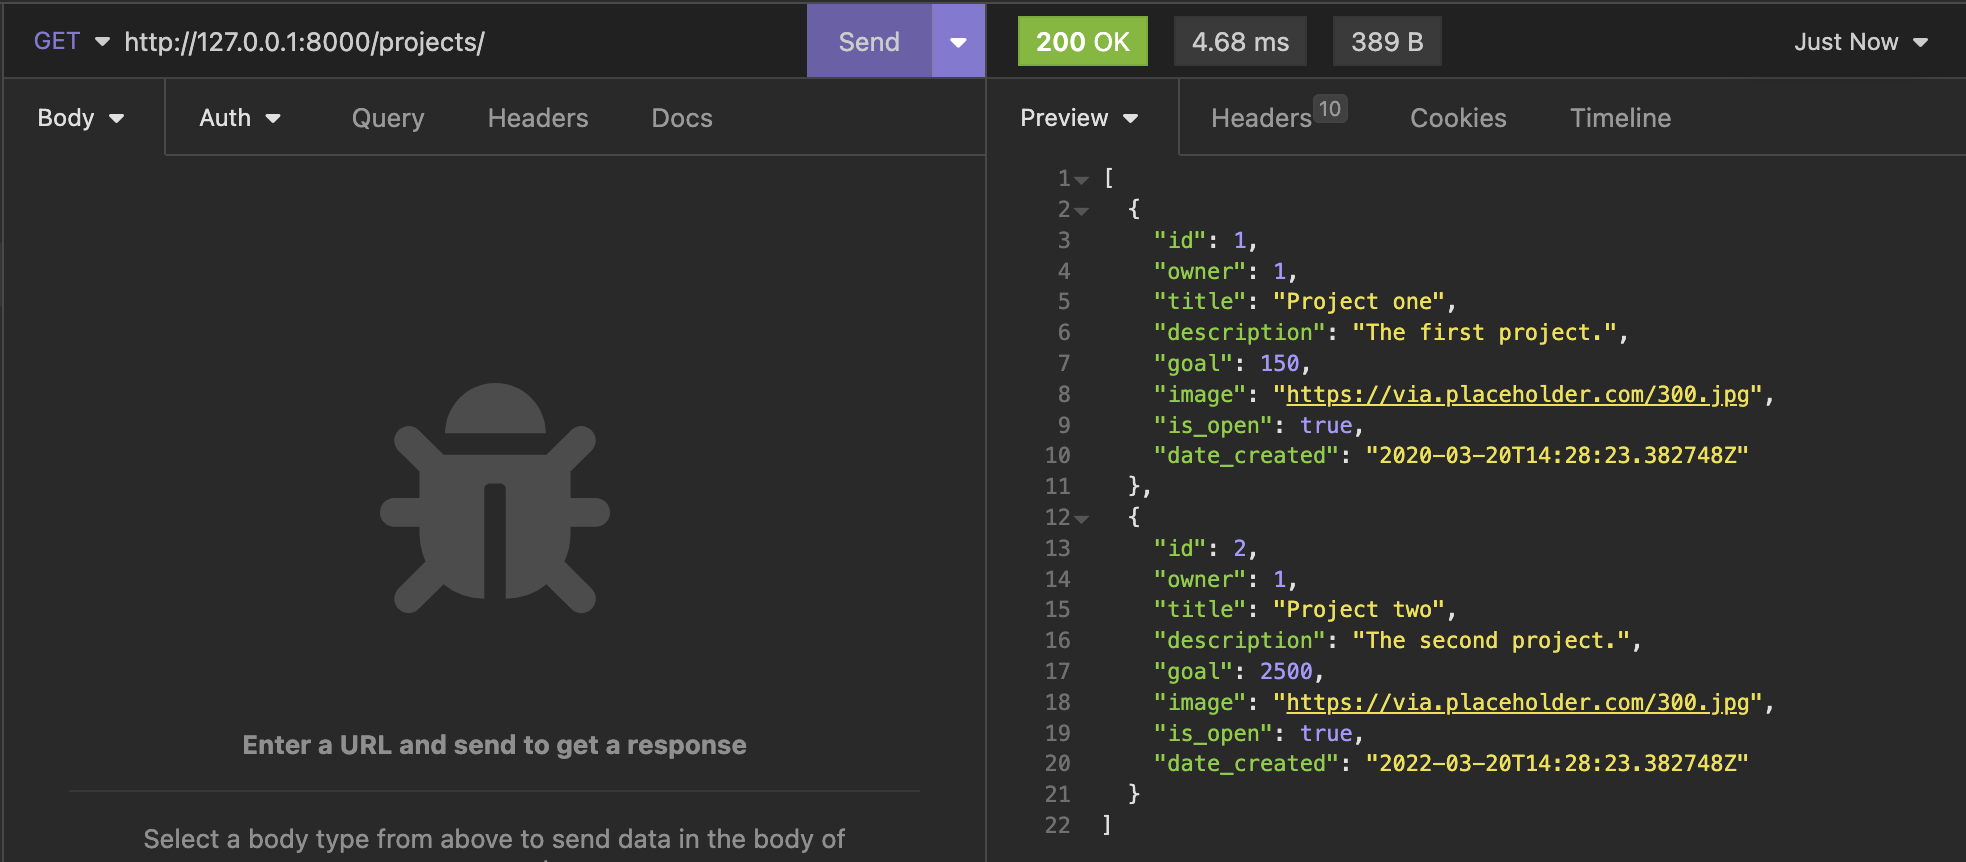 GET http://127.0.0.1:8000/projects/ Send 200 OK 4.68 ms 389 B Just Now
Body Auth Query Headers Docs
Preview Headers 10 Cookies Timeline
Enter a URL and send to get a response
Select a body type from above to send data in the body of
1 [
2 {
3 "id": 1,
4 "owner": 1,
5 "title": "Project one",
6 "description": "The first project.",
7 "goal": 150,
8 "image": "https://via.placeholder.com/300.jpg",
9 "is_open": true,
10 "date_created": "2020-03-20T14:28:23.382748Z"
11 },
12 {
13 "id": 2,
14 "owner": 1,
15 "title": "Project two",
16 "description": "The second project.",
17 "goal": 2500,
18 "image": "https://via.placeholder.com/300.jpg",
19 "is_open": true,
20 "date_created": "2022-03-20T14:28:23.382748Z"
21 }
22 ]